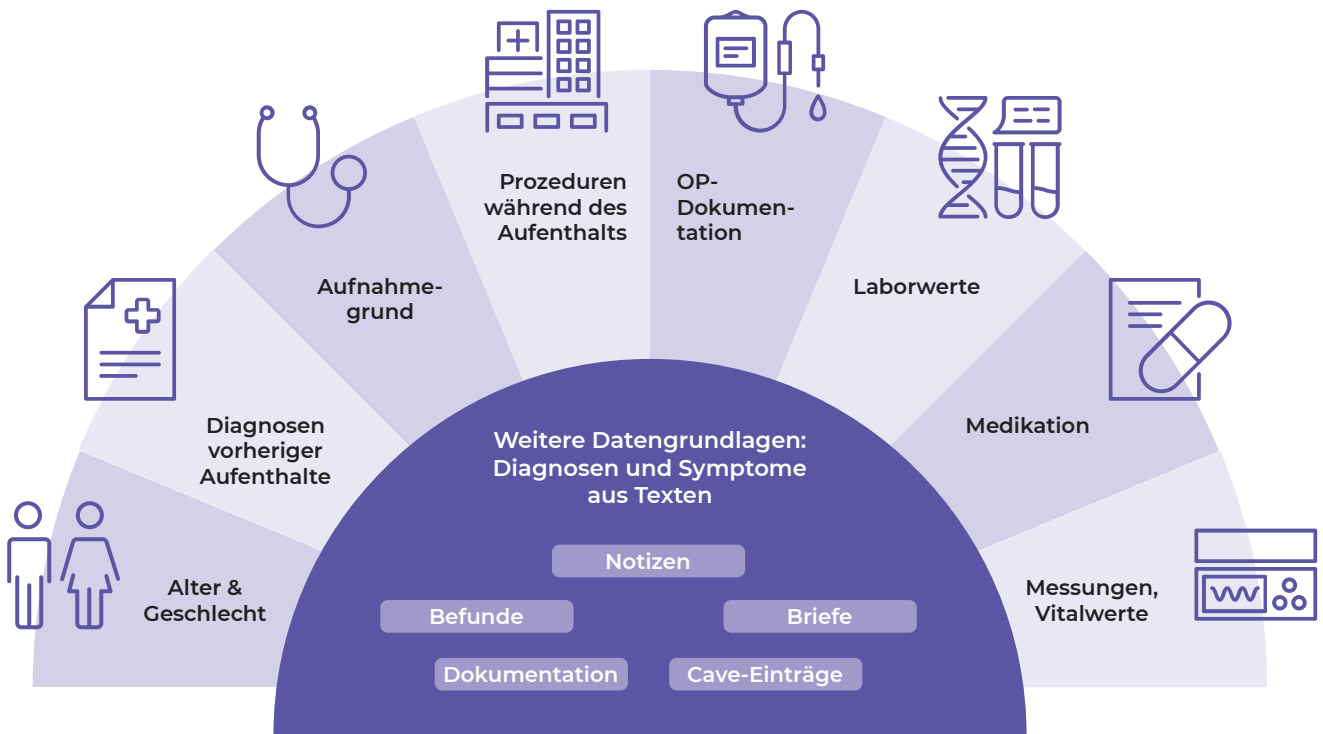 Prozeduren
während des
Aufenthalts
OP-
Dokumen-
tation
Aufnahme-
grund
Laborwerte
Diagnosen
vorheriger
Aufenthalte
Medikation
Alter &
Geschlecht
Messungen,
Vitalwerte
Weitere Datengrundlagen:
Diagnosen und Symptome
aus Texten
Notizen
Befunde
Briefe
Dokumentation
Cave-Einträge